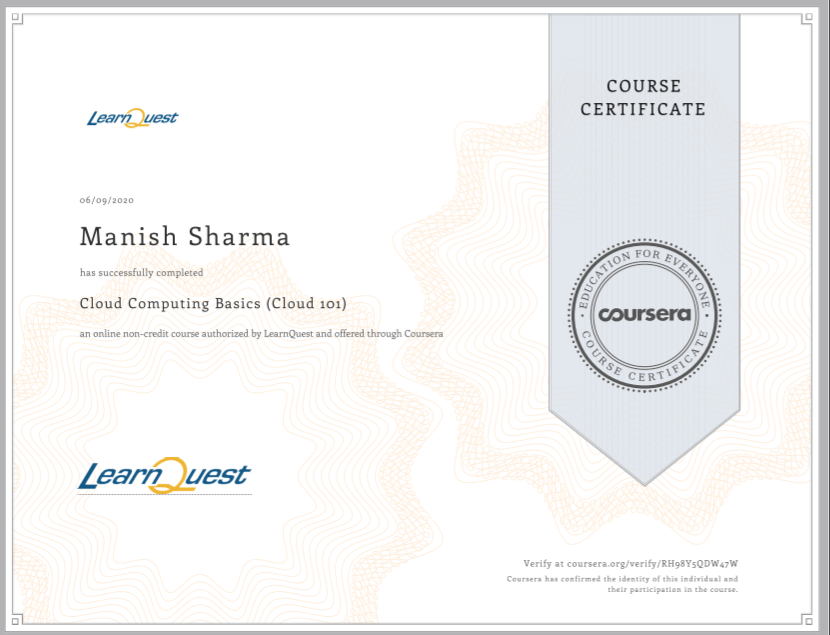 COURSE
CERTIFICATE
LearnQuest
06/09/2020
Manish Sharma
has successfully completed
Cloud Computing Basics (Cloud 101)
an online non-credit course authorized by LearnQuest and offered through Coursera
EDUCATION FOR EVERYONE
coursera
COURSE CERTIFICATE
LearnQuest
Verify at coursera.org/verify/RH98Y5QDW47W
Coursera has confirmed the identity of this individual and
their participation in the course.